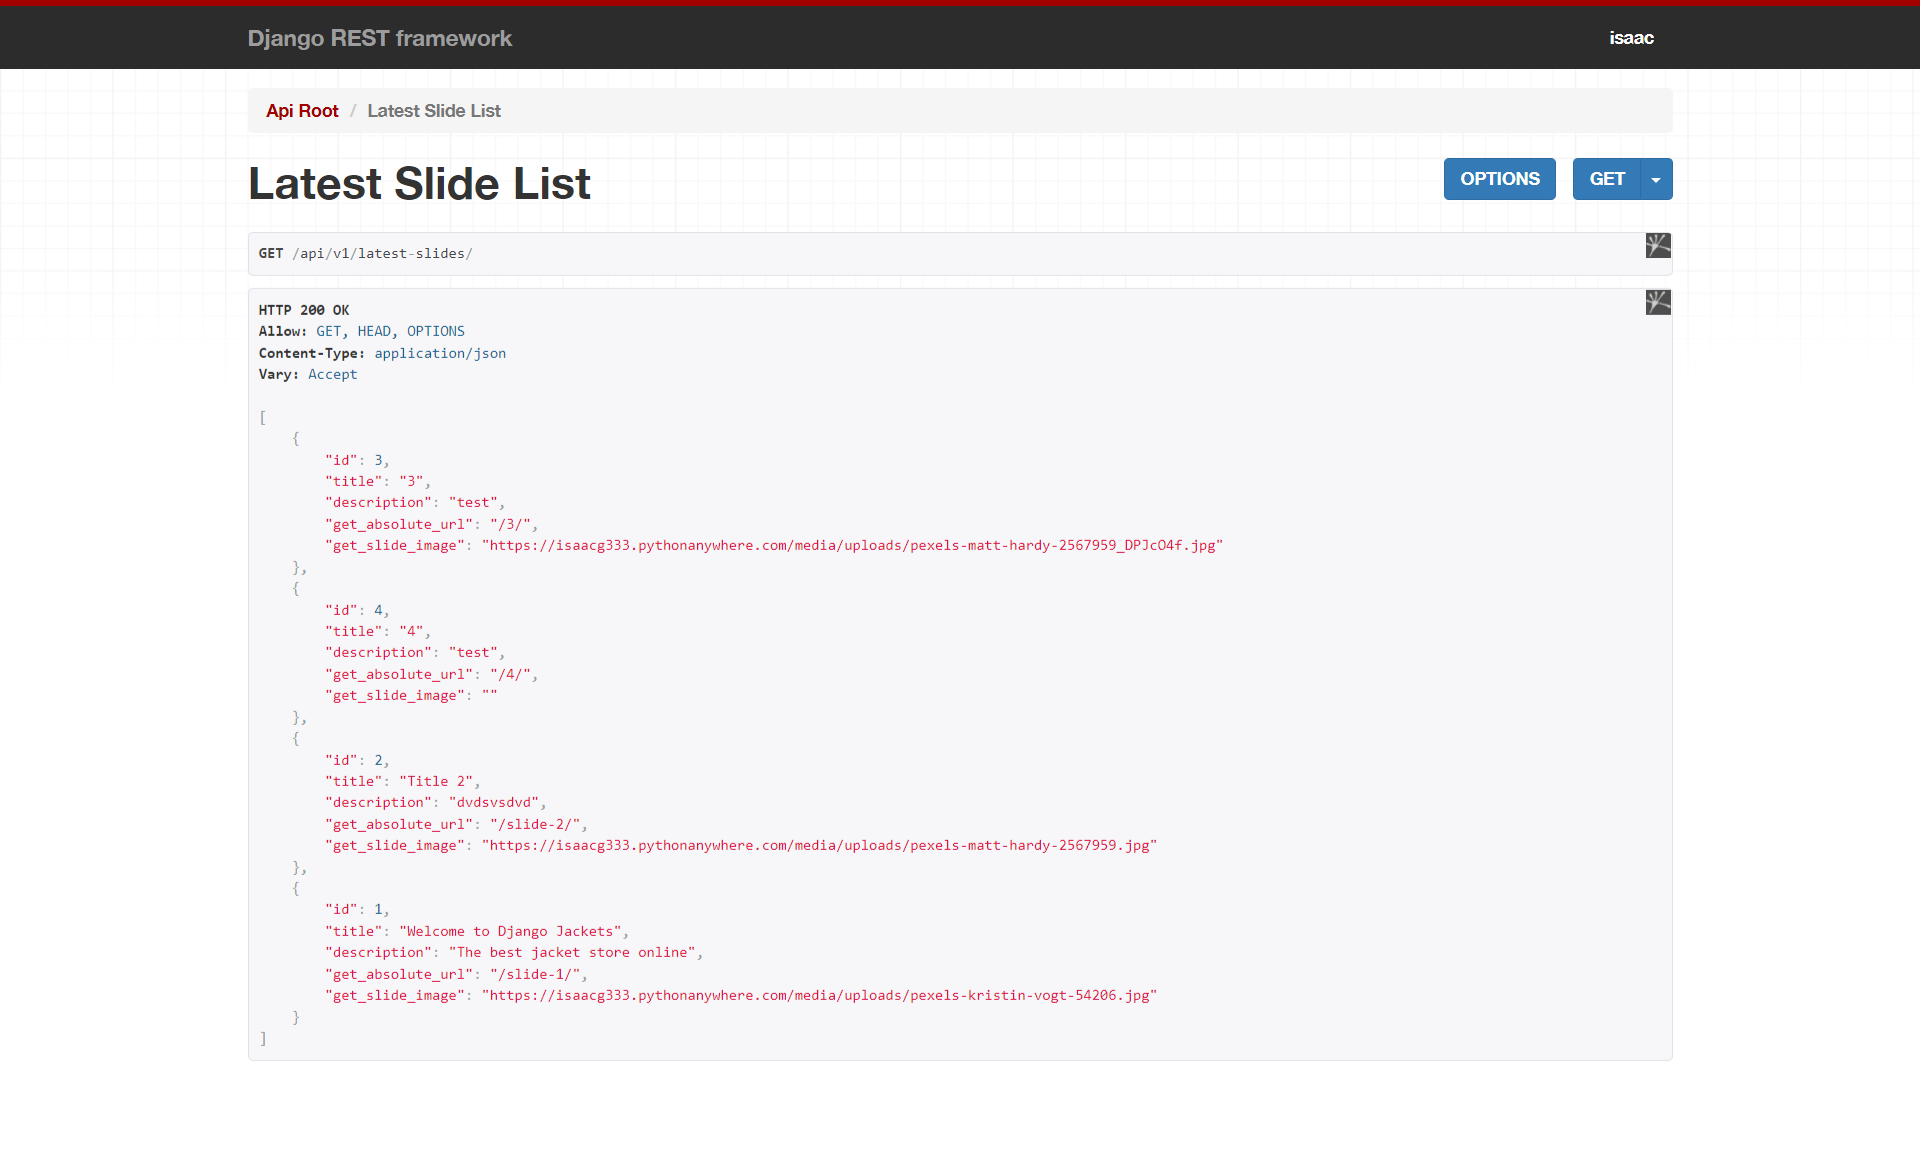 Django REST framework
isaac
Api Root / Latest Slide List
Latest Slide List
OPTIONS
GET
GET /api/v1/latest-slides/
HTTP 200 OK
Allow: GET, HEAD, OPTIONS
Content-Type: application/json
Vary: Accept
[
    {
        "id": 3,
        "title": "3",
        "description": "test",
        "get_absolute_url": "/3/",
        "get_slide_image": "https://isaacg333.pythonanywhere.com/media/uploads/pexels-matt-hardy-2567959_DPJcO4f.jpg"
    },
    {
        "id": 4,
        "title": "4",
        "description": "test",
        "get_absolute_url": "/4/",
        "get_slide_image": ""
    },
    {
        "id": 2,
        "title": "Title 2",
        "description": "dvdsvsdvd",
        "get_absolute_url": "/slide-2/",
        "get_slide_image": "https://isaacg333.pythonanywhere.com/media/uploads/pexels-matt-hardy-2567959.jpg"
    },
    {
        "id": 1,
        "title": "Welcome to Django Jackets",
        "description": "The best jacket store online",
        "get_absolute_url": "/slide-1/",
        "get_slide_image": "https://isaacg333.pythonanywhere.com/media/uploads/pexels-kristin-vogt-54206.jpg"
    }
]